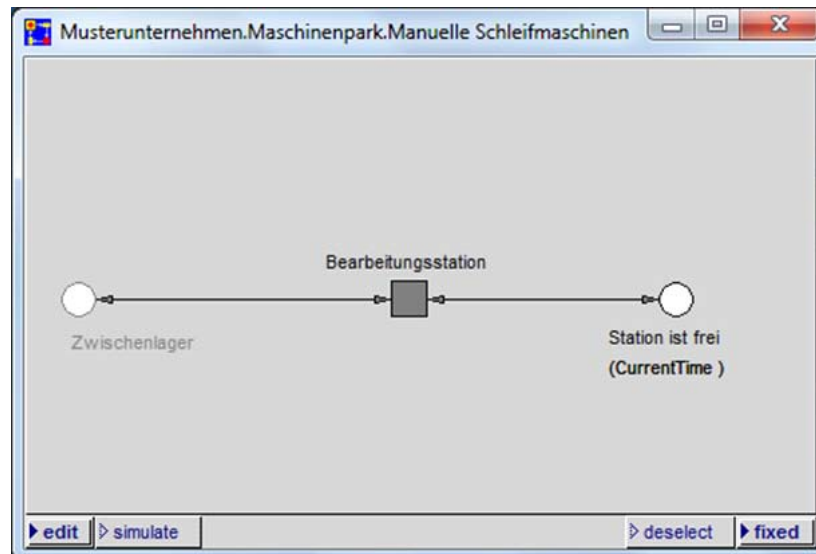 Musterunternehmen.Maschinenpark.Manuelle Schleifmaschinen
Bearbeitungsstation
Zwischenlager
Station ist frei
(CurrentTime )
edit simulate deselect fixed